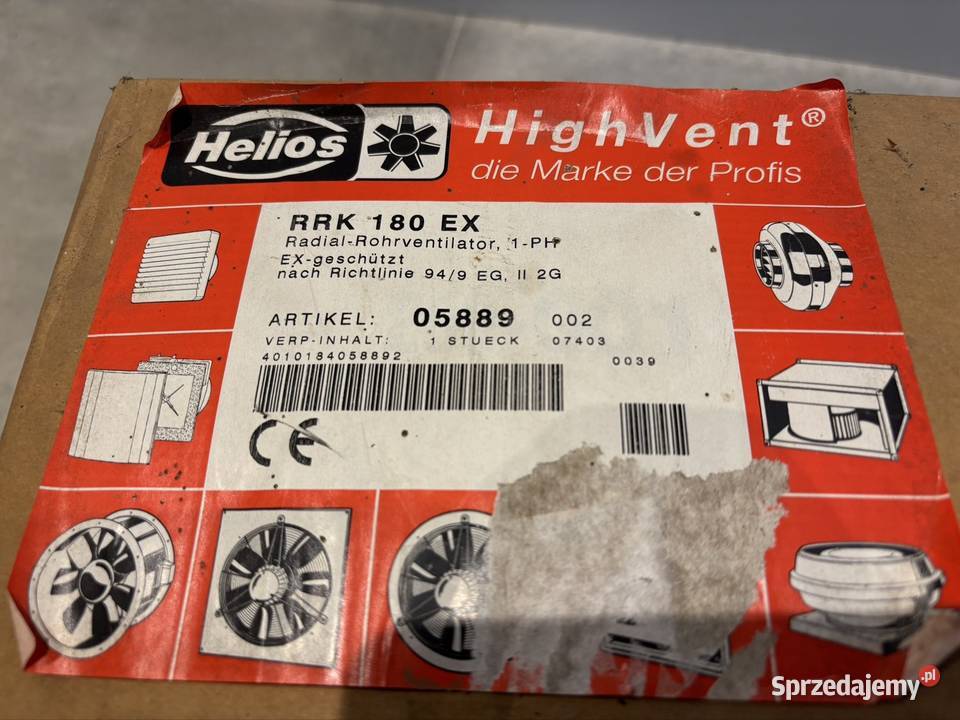 Helios
HighVent®
die Marke der Profis
RRK 180 EX
Radial-Rohrventilator, 1-PH
EX-geschützt
nach Richtlinie 94/9 EG, II 2G
ARTIKEL: 05889 002
VERP-INHALT: 1 STUECK 07403
4010184058892 0039
CE
Sprzedajemy.pl